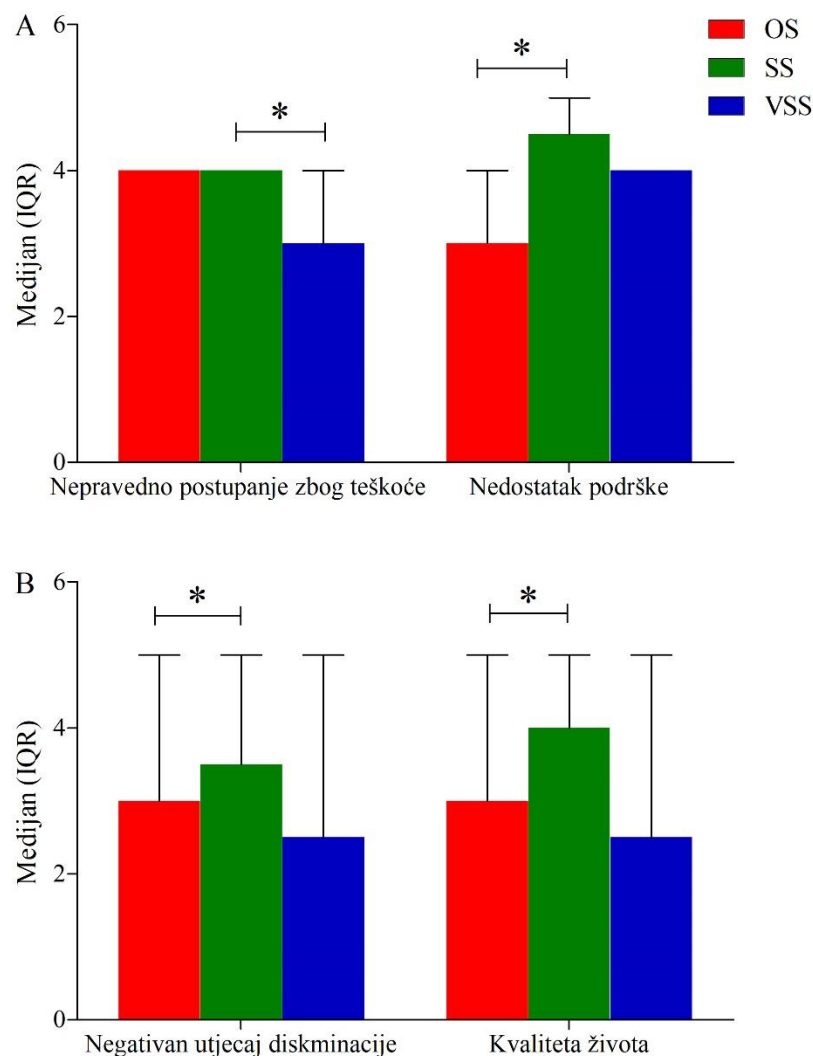 A
6
4
2
0
Medijan (IQR)
*
*
OS
SS
VSS
Nepravedno postupanje zbog teškoće
Nedostatak podrške
B
6
4
2
0
Medijan (IQR)
*
*
Negativan utjecaj diskminacije
Kvaliteta života